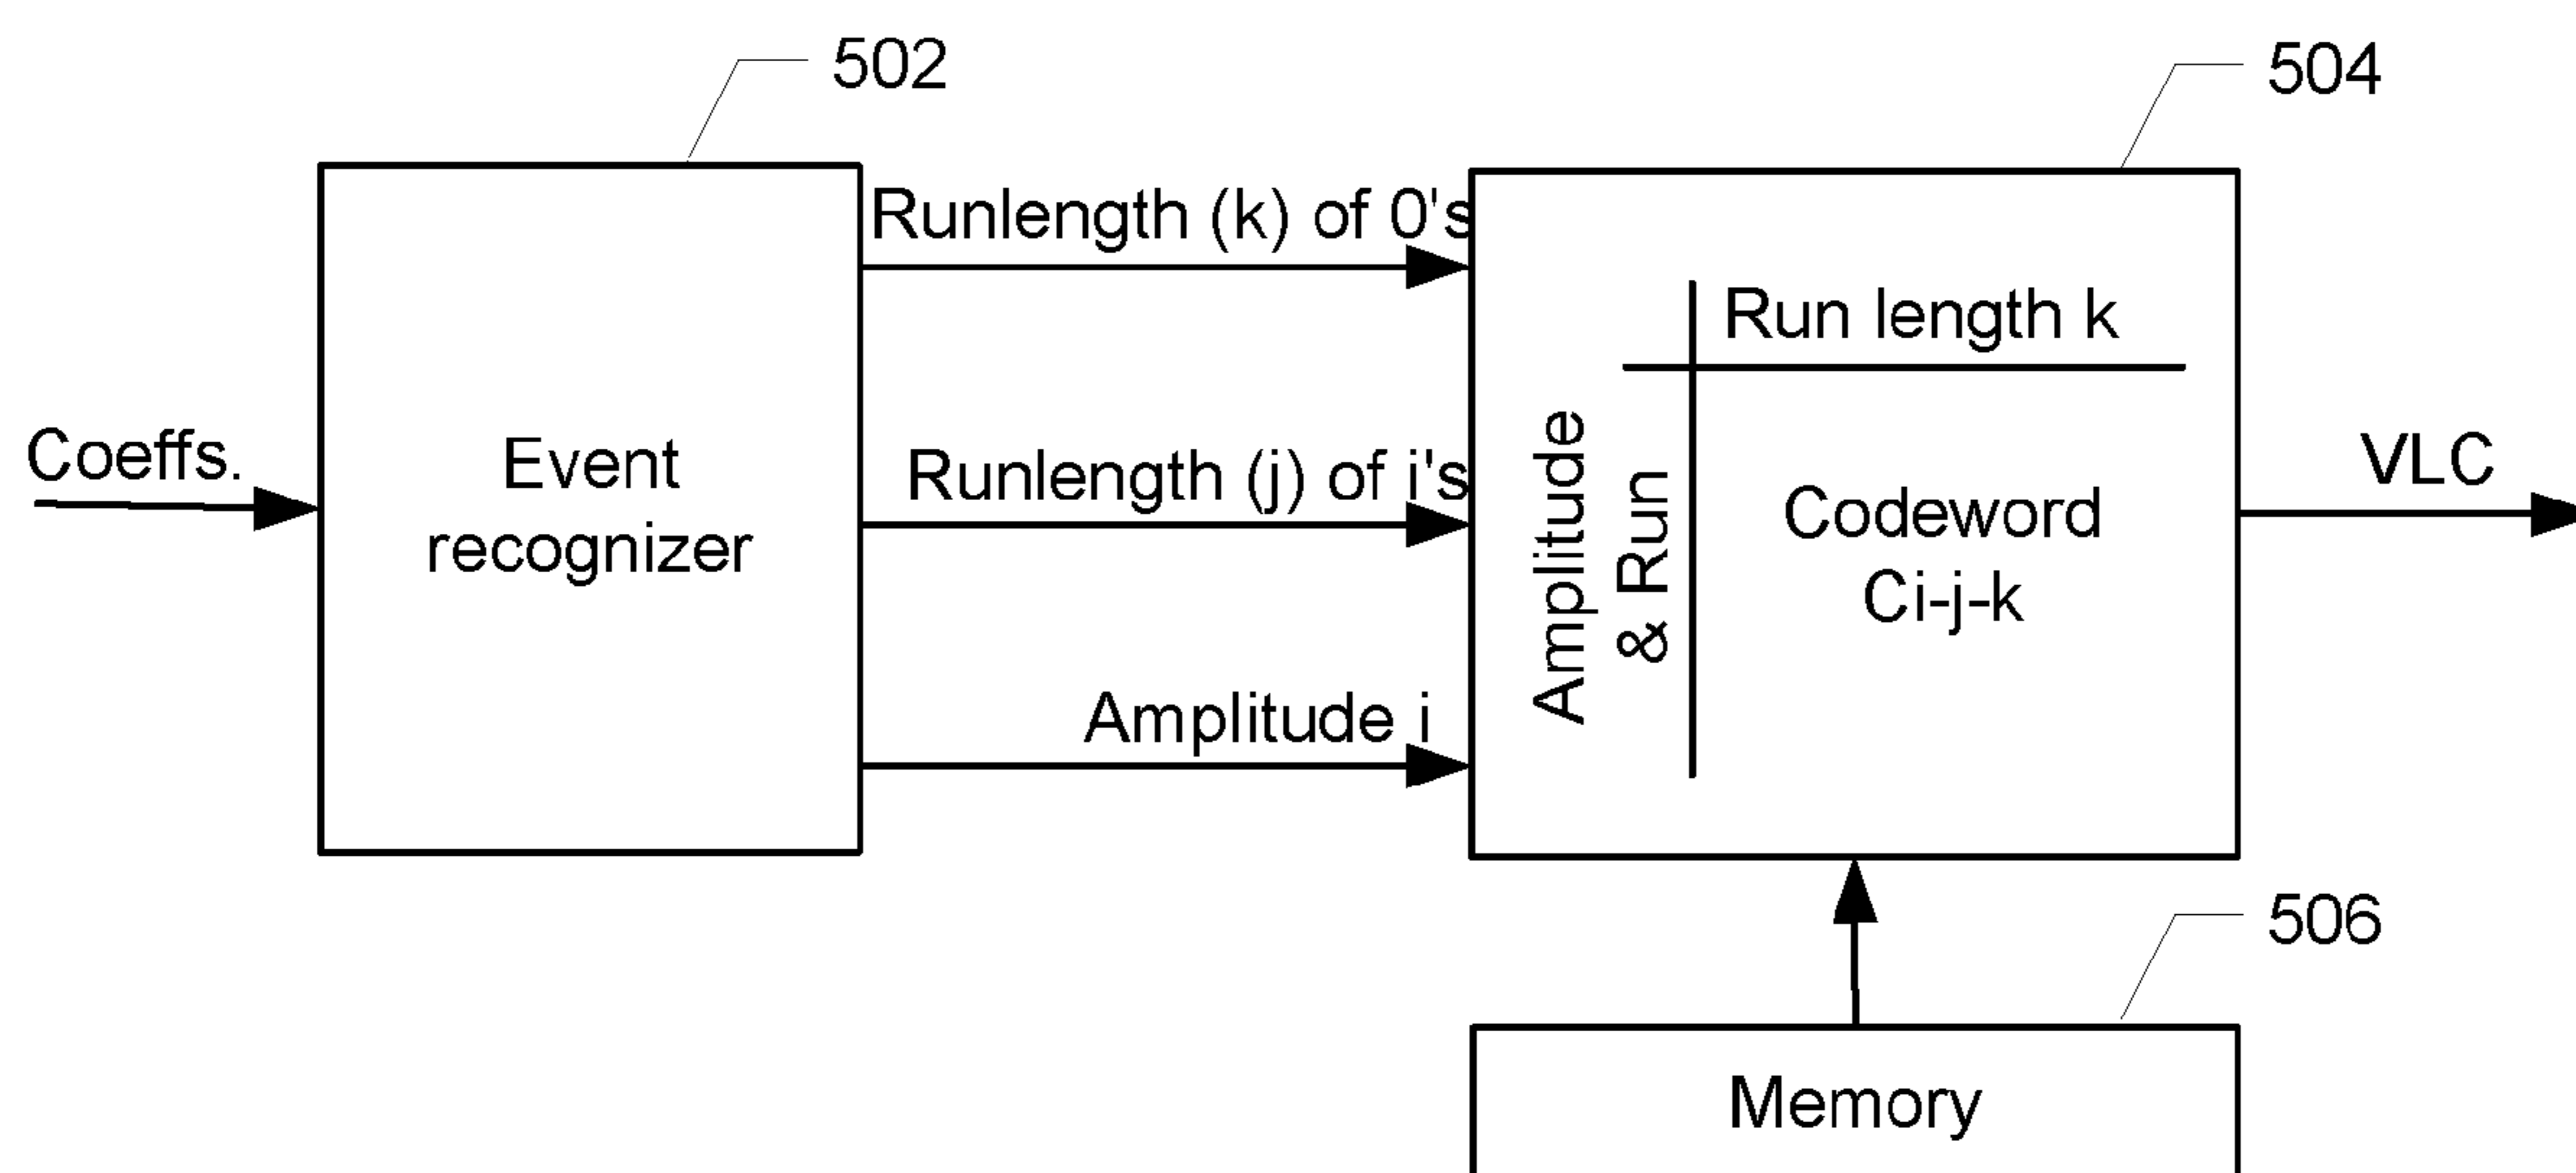 502
504
Runlength (k) of 0's
Run length k
Coeffs.
Event
recognizer
Runlength (j) of i's
Amplitude
& Run
Codeword
Ci-j-k
VLC
Amplitude i
506
Memory